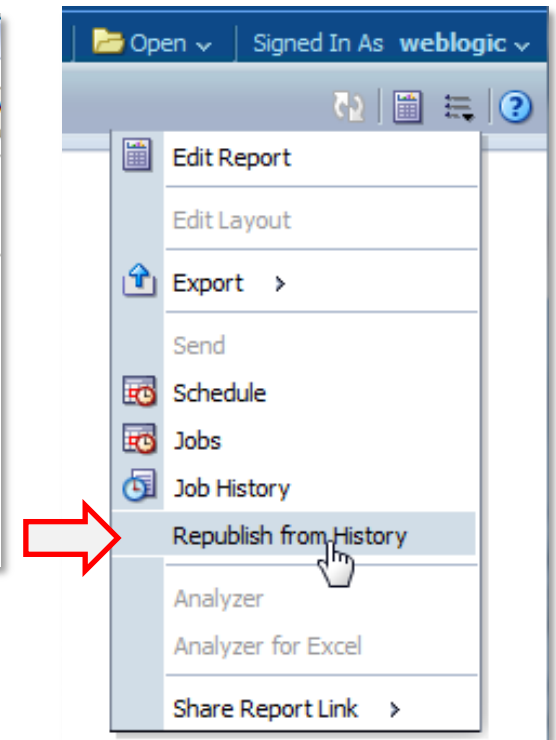 Open Signed In As weblogic
Edit Report
Edit Layout
Export
Send
Schedule
Jobs
Job History
Republish from History
Analyzer
Analyzer for Excel
Share Report Link